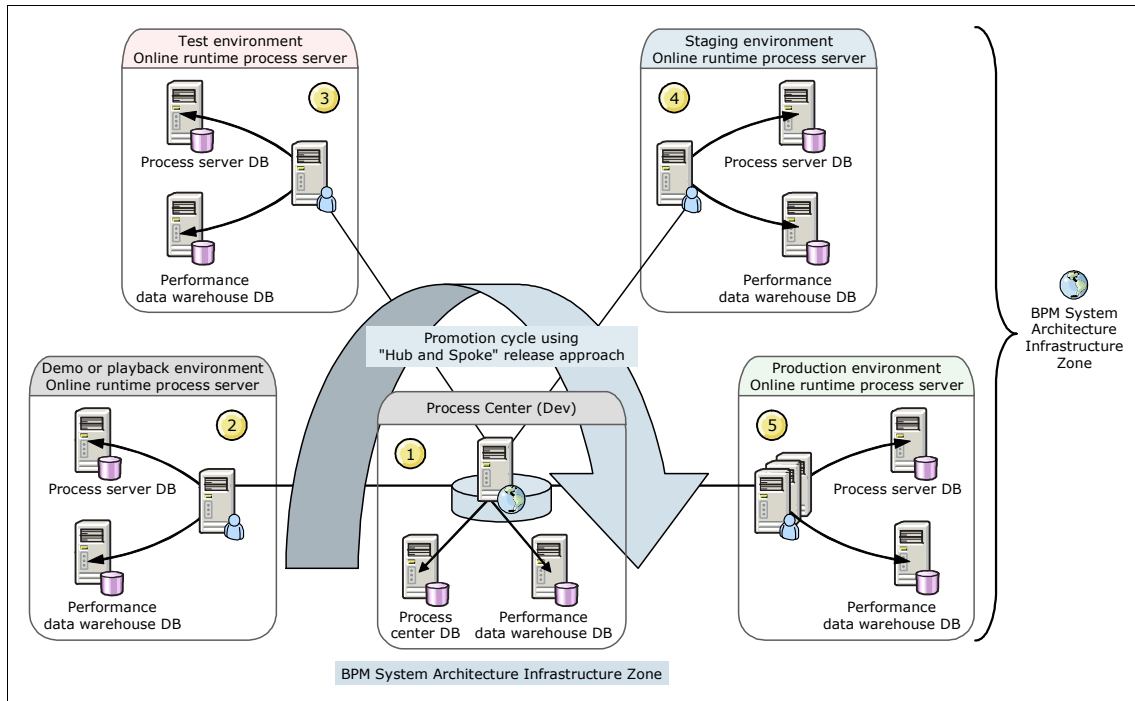 Test environment
Online runtime process server
3
Process server DB
Performance
data warehouse DB
Staging environment
Online runtime process server
4
Process server DB
Performance
data warehouse DB
BPM System
Architecture
Infrastructure
Zone
Promotion cycle using
"Hub and Spoke" release approach
Demo or playback environment
Online runtime process server
2
Process server DB
Performance
data warehouse DB
Process Center (Dev)
1
Process
center DB
Performance
data warehouse DB
Production environment
Online runtime process server
5
Process server DB
Performance
data warehouse DB
BPM System Architecture Infrastructure Zone